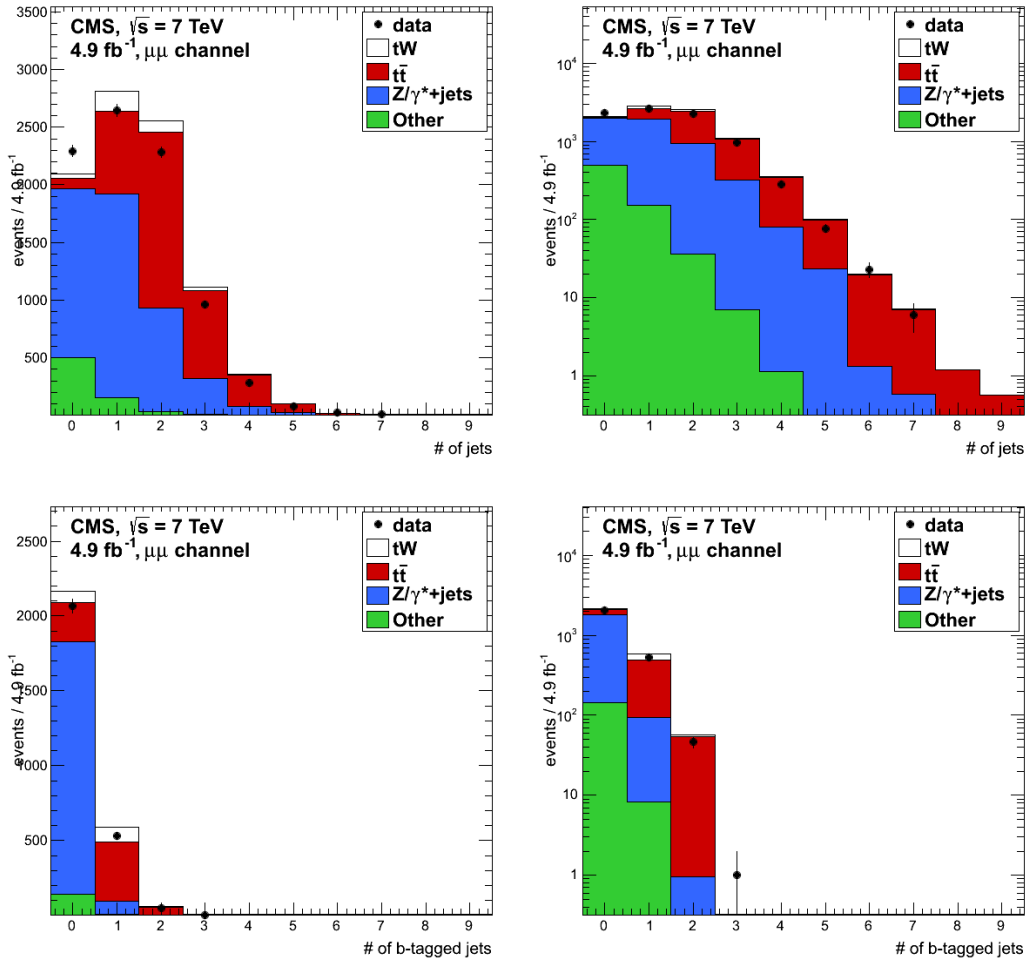 CMS, √s = 7 TeV
4.9 fb⁻¹, μμ channel
data
tW
tt̄
Z/γ*+jets
Other
events / 4.9 fb⁻¹
3500
3000
2500
2000
1500
1000
500
0 1 2 3 4 5 6 7 8 9
# of jets
CMS, √s = 7 TeV
4.9 fb⁻¹, μμ channel
data
tW
tt̄
Z/γ*+jets
Other
events / 4.9 fb⁻¹
10⁴
10³
10²
10
1
0 1 2 3 4 5 6 7 8 9
# of jets
CMS, √s = 7 TeV
4.9 fb⁻¹, μμ channel
data
tW
tt̄
Z/γ*+jets
Other
events / 4.9 fb⁻¹
2500
2000
1500
1000
500
0 1 2 3 4 5 6 7 8 9
# of b-tagged jets
CMS, √s = 7 TeV
4.9 fb⁻¹, μμ channel
data
tW
tt̄
Z/γ*+jets
Other
events / 4.9 fb⁻¹
10⁴
10³
10²
10
1
0 1 2 3 4 5 6 7 8 9
# of b-tagged jets